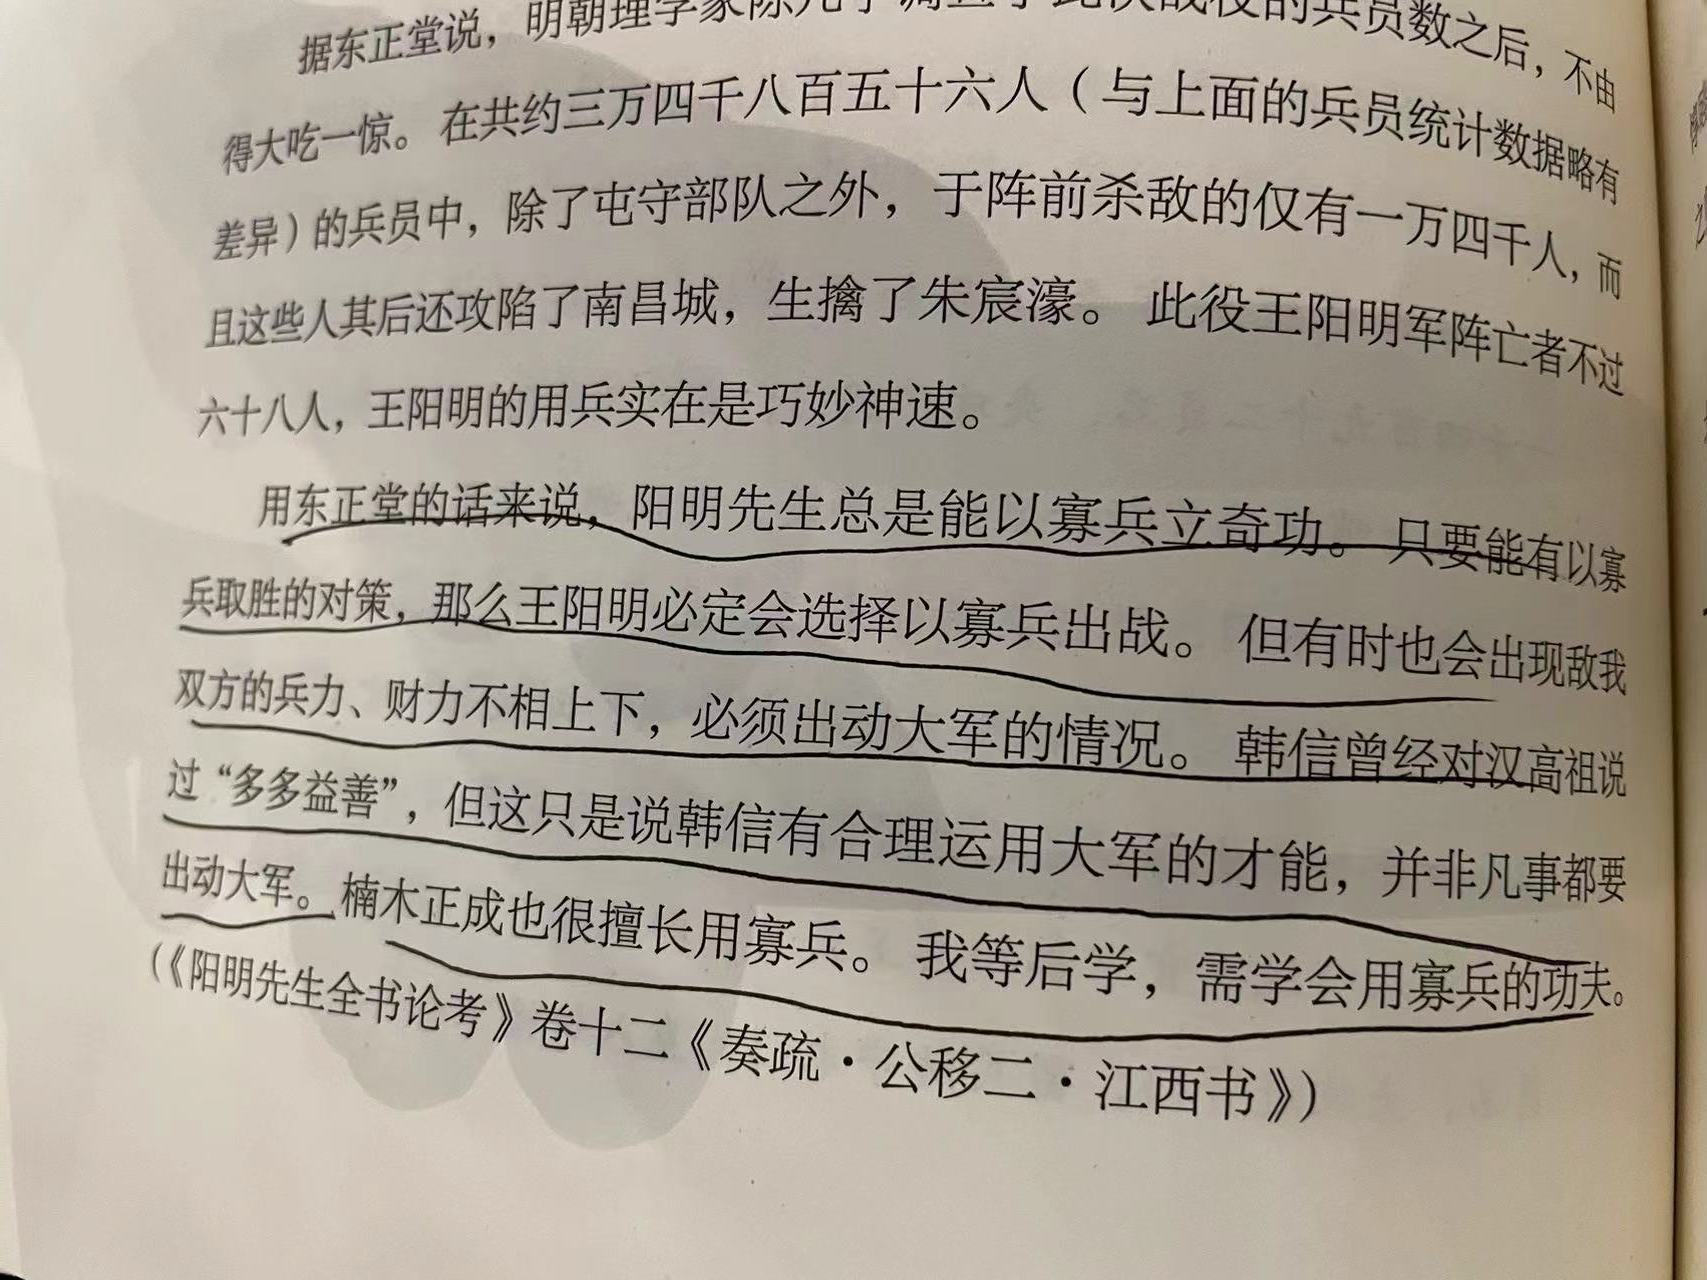 据东正堂说，明朝理学家陈几亭调查了此次战役的兵员数之后，不由
得大吃一惊。在共约三万四千八百五十六人（与上面的兵员统计数据略有
差异）的兵员中，除了屯守部队之外，于阵前杀敌的仅有一万四千人，而
且这些人其后还攻陷了南昌城，生擒了朱宸濠。此役王阳明军阵亡者不过
六十八人，王阳明的用兵实在是巧妙神速。
用东正堂的话来说，阳明先生总是能以寡兵立奇功。只要能有以寡
兵取胜的对策，那么王阳明必定会选择以寡兵出战。但有时也会出现敌我
双方的兵力、财力不相上下，必须出动大军的情况。韩信曾经对汉高祖说
过“多多益善”，但这只是说韩信有合理运用大军的才能，并非凡事都要
出动大军。楠木正成也很擅长用寡兵。我等后学，需学会用寡兵的功夫。
（《阳明先生全书论考》卷十二《奏疏·公移二·江西书》）